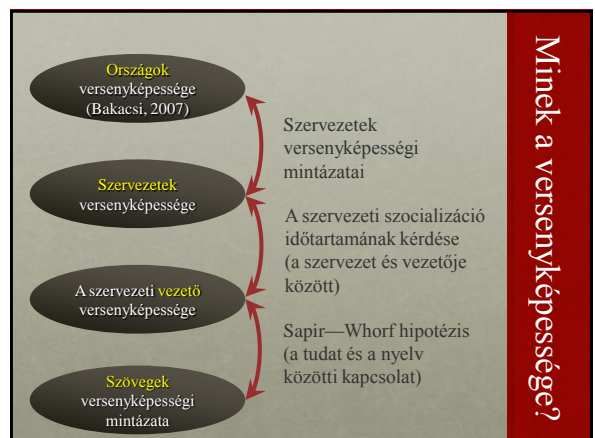 Minek a versenyképessége?
Országok
versenyképessége
(Bakacsi, 2007)
Szervezetek
versenyképességi
mintázatai
Szervezetek
versenyképessége
A szervezeti szocializáció
időtartamának kérdése
(a szervezet és vezetője
között)
A szervezeti vezető
versenyképessége
Sapir—Whorf hipotézis
(a tudat és a nyelv
közötti kapcsolat)
Szövegek
versenyképességi
mintázata